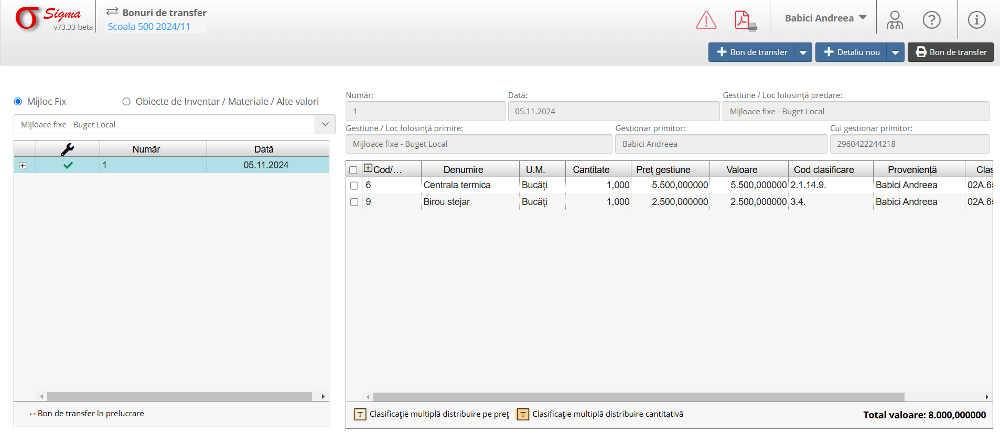 Sigma
v73.33-beta
Bonuri de transfer
Scoala 500 2024/11
Babici Andreea
Bon de transfer
Detaliu nou
Bon de transfer
Mijloc Fix
Obiecte de Inventar / Materiale / Alte valori
Mijloace fixe - Buget Local
Număr Dată
1 05.11.2024
Bon de transfer în prelucrare
Număr: Dată: Gestiune / Loc folosinţă predare:
1 05.11.2024 Mijloace fixe - Buget Local
Gestiune / Loc folosinţă primire: Gestionar primitor: Cui gestionar primitor:
Mijloace fixe - Buget Local Babici Andreea 2960422244218
Cod/... Denumire U.M. Cantitate Preț gestiune Valoare Cod clasificare Proveniență Clas
6 Centrala termica Bucăți 1,000 5.500,000000 5.500,000000 2.1.14.9. Babici Andreea 02A.6
9 Birou stejar Bucăți 1,000 2.500,000000 2.500,000000 3.4. Babici Andreea 02A.6
T Clasificaţie multiplă distribuire pe preţ T Clasificaţie multiplă distribuire cantitativă
Total valoare: 8.000,000000